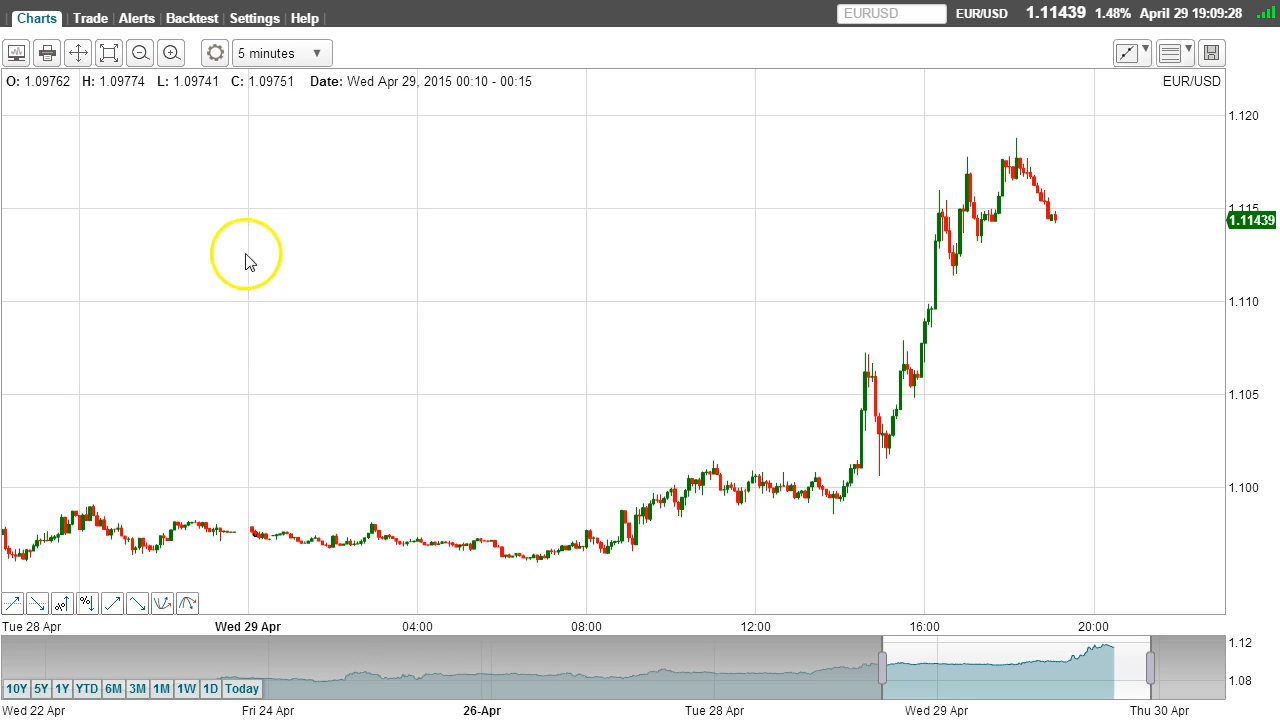 Charts Trade Alerts Backtest Settings Help EURUSD EUR/USD 1.11439 1.48% April 29 19:09:28
5 minutes
O: 1.09762 H: 1.09774 L: 1.09741 C: 1.09751 Date: Wed Apr 29, 2015 00:10 - 00:15 EUR/USD
1.120
1.115
1.11439
1.110
1.105
1.100
%
Tue 28 Apr Wed 29 Apr 04:00 08:00 12:00 16:00 20:00
1.12
1.08
10Y 5Y 1Y YTD 6M 3M 1M 1W 1D Today
Wed 22 Apr Fri 24 Apr 26-Apr Tue 28 Apr Wed 29 Apr Thu 30 Apr